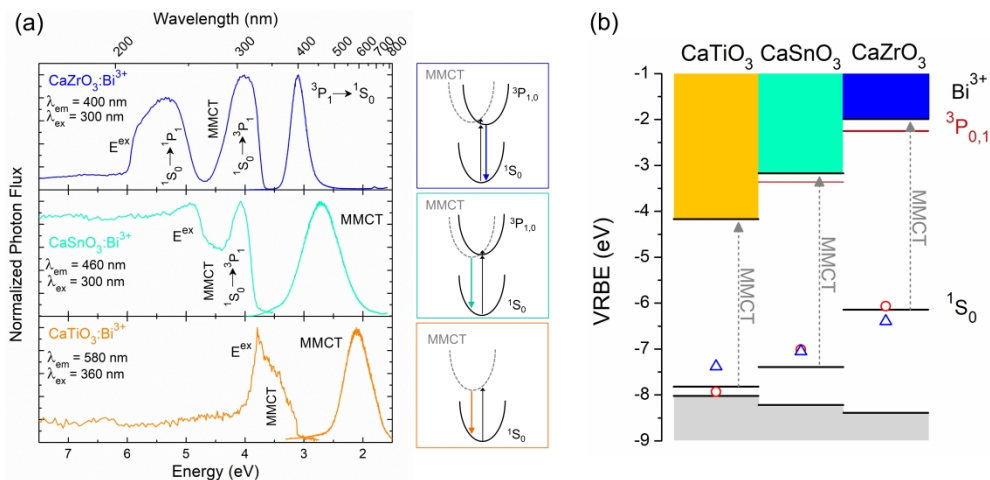 (a)
Wavelength (nm)
200 300 400 500 600 700 800
CaZrO₃:Bi³⁺
λem = 400 nm
λex = 300 nm
Eᵉˣ
¹S₀→¹P₁
MMCT
¹S₀→³P₁
³P₁→¹S₀
CaSnO₃:Bi³⁺
λem = 460 nm
λex = 300 nm
Eᵉˣ
MMCT
¹S₀→³P₁
MMCT
CaTiO₃:Bi³⁺
λem = 580 nm
λex = 360 nm
Eᵉˣ
MMCT
MMCT
Normalized Photon Flux
7 6 5 4 3 2
Energy (eV)
MMCT
³P₁,₀
¹S₀
MMCT
³P₁,₀
¹S₀
MMCT
¹S₀
(b)
CaTiO₃ CaSnO₃ CaZrO₃
VRBE (eV)
-1
-2
-3
-4
-5
-6
-7
-8
-9
MMCT
MMCT
MMCT
Bi³⁺
³P₀,₁
¹S₀